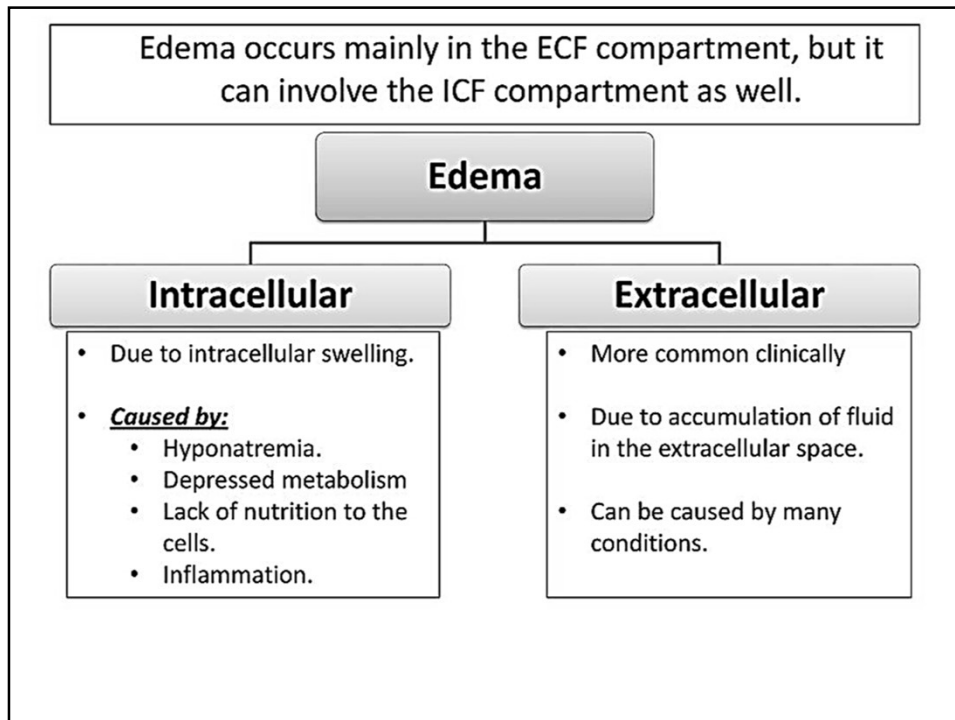 Edema occurs mainly in the ECF compartment, but it
can involve the ICF compartment as well.
Edema
Intracellular
• Due to intracellular swelling.
• Caused by:
• Hyponatremia.
• Depressed metabolism
• Lack of nutrition to the
cells.
• Inflammation.
Extracellular
• More common clinically
• Due to accumulation of fluid
in the extracellular space.
• Can be caused by many
conditions.